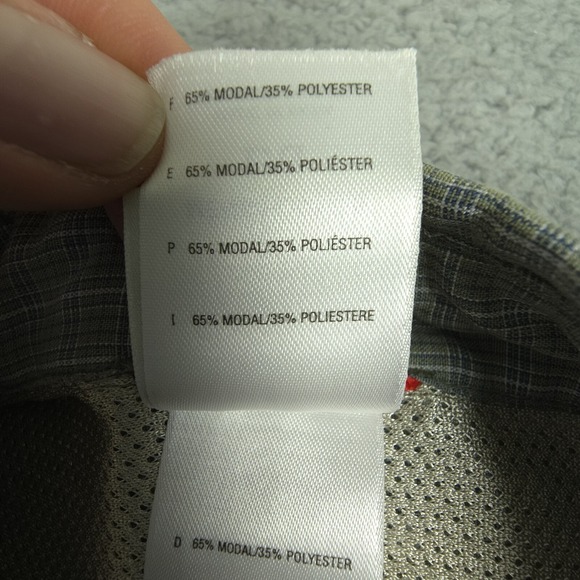 F 65% MODAL/35% POLYESTER
E 65% MODAL/35% POLIÉSTER
P 65% MODAL/35% POLIÉSTER
I 65% MODAL/35% POLIESTERE
D 65% MODAL/35% POLYESTER